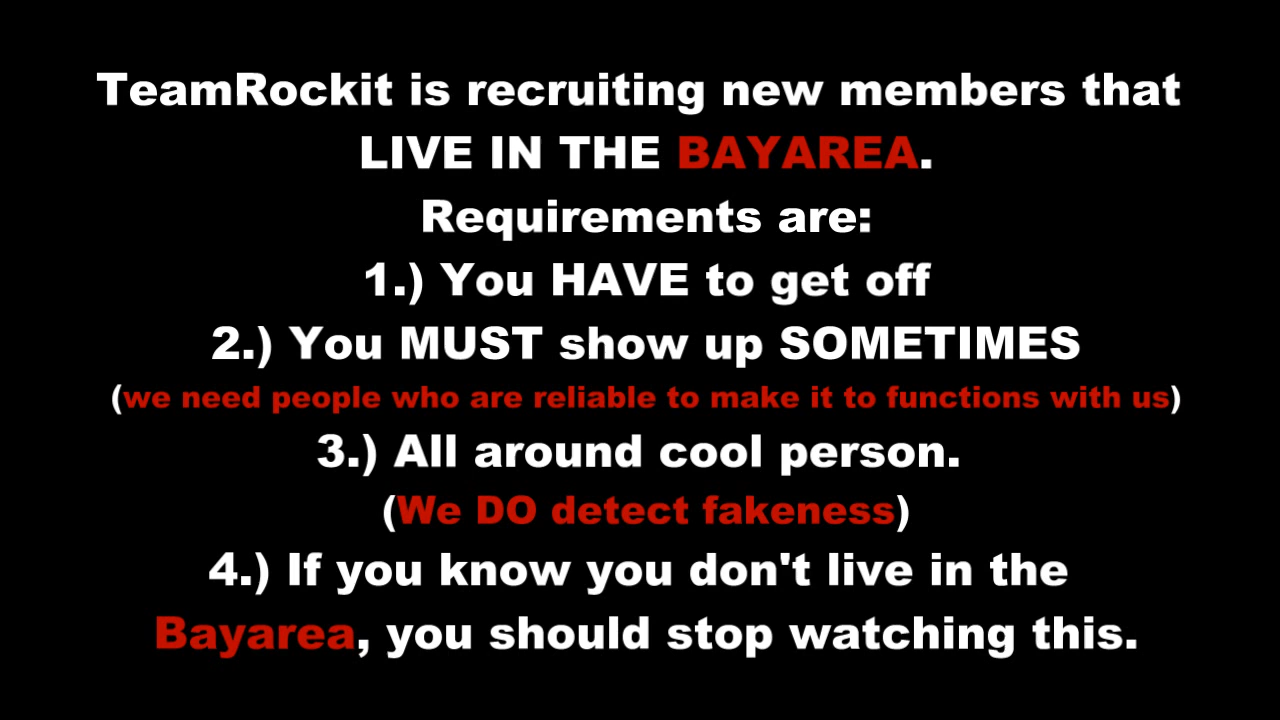 TeamRockit is recruiting new members that
LIVE IN THE BAYAREA.
Requirements are:
1.) You HAVE to get off
2.) You MUST show up SOMETIMES
(we need people who are reliable to make it to functions with us)
3.) All around cool person.
(We DO detect fakeness)
4.) If you know you don't live in the
Bayarea, you should stop watching this.